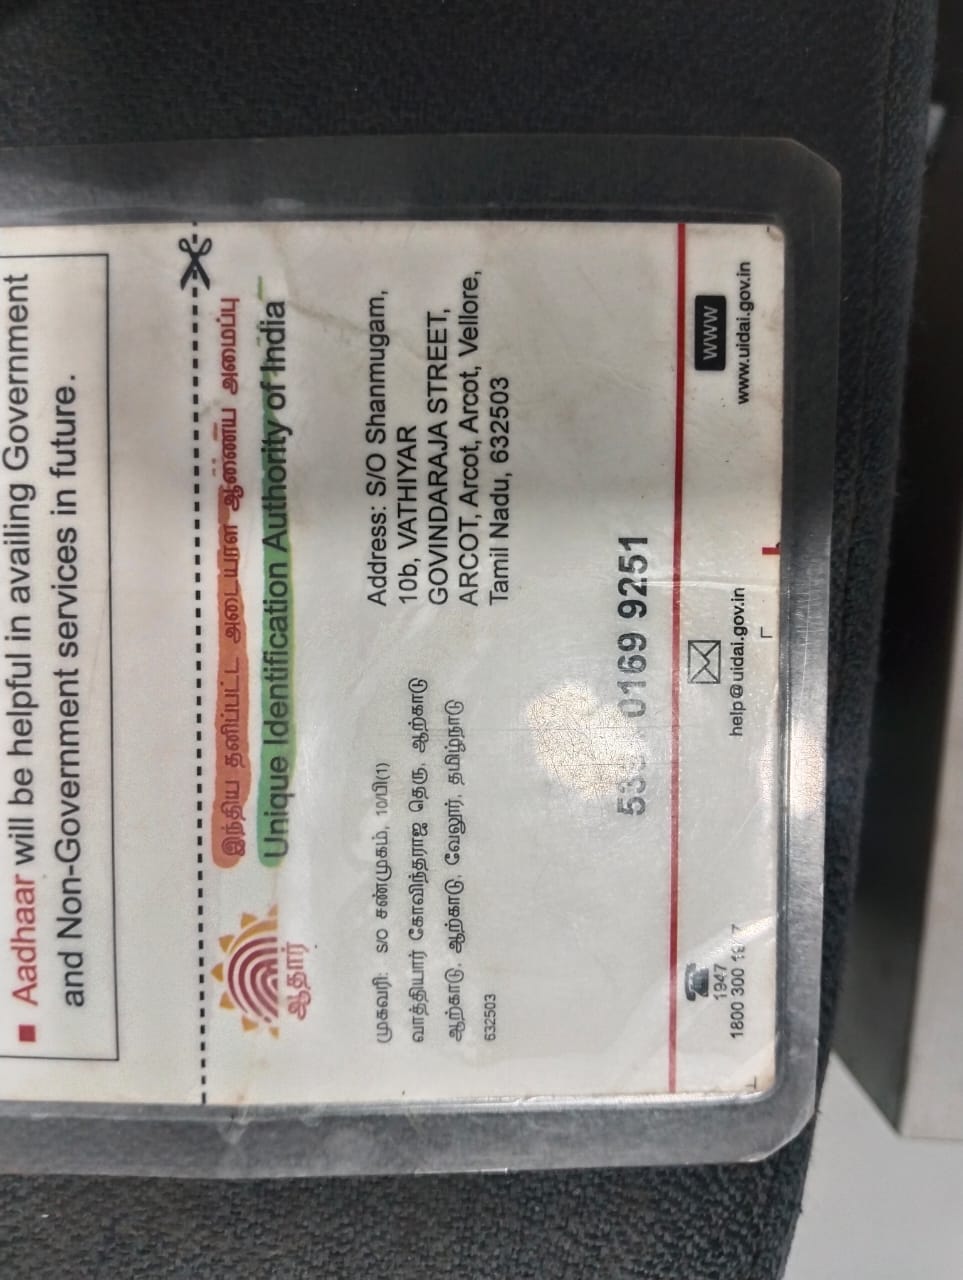 ■ Aadhaar will be helpful in availing Government
and Non-Government services in future.
இந்திய தனிப்பட்ட அடையாள ஆணைய அமைப்பு
Unique Identification Authority of India
ஆதார்
முகவரி: S/O சண்முகம், 10/பி(1)
வாத்தியார் கோவிந்தராஜ தெரு, ஆற்காடு
ஆற்காடு, ஆற்காடு, வேலூர், தமிழ்நாடு
632503
Address: S/O Shanmugam,
10b, VATHIYAR
GOVINDARAJA STREET,
ARCOT, Arcot, Arcot, Vellore,
Tamil Nadu, 632503
0169 9251
1947
1800 300
help@uidai.gov.in
WWW
www.uidai.gov.in